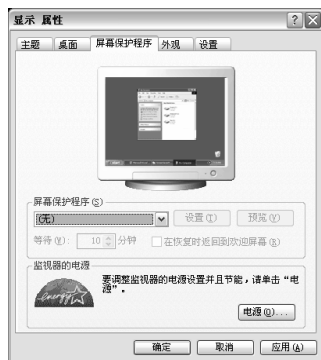 显示 属性
主题 桌面 屏幕保护程序 外观 设置
屏幕保护程序(S)
(无) 设置(T) 预览(V)
等待(W): 10 分钟 在恢复时返回到欢迎屏幕(R)
监视器的电源
要调整监视器的电源设置并且节能，请单击“电
源”。
energy
电源(O)...
确定 取消 应用(A)